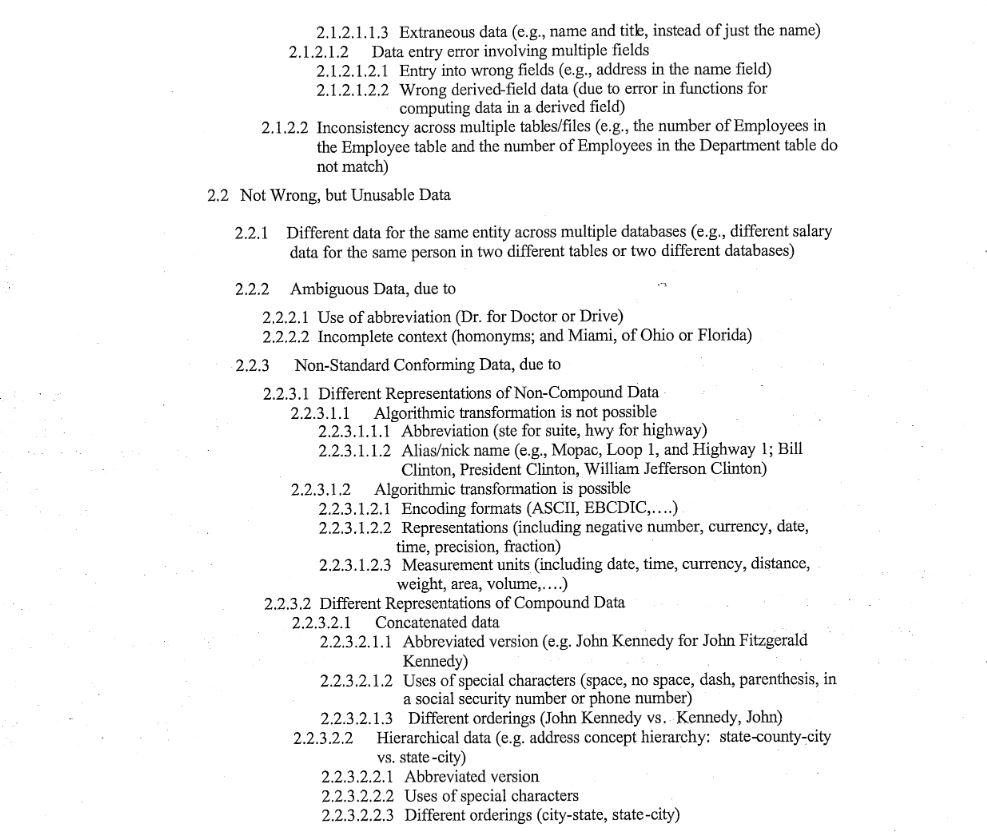 2.1.2.1.1.3 Extraneous data (e.g., name and title, instead of just the name)
2.1.2.1.2 Data entry error involving multiple fields
2.1.2.1.2.1 Entry into wrong fields (e.g., address in the name field)
2.1.2.1.2.2 Wrong derived-field data (due to error in functions for
computing data in a derived field)
2.1.2.2 Inconsistency across multiple tables/files (e.g., the number of Employees in
the Employee table and the number of Employees in the Department table do
not match)
2.2 Not Wrong, but Unusable Data
2.2.1 Different data for the same entity across multiple databases (e.g., different salary
data for the same person in two different tables or two different databases)
2.2.2 Ambiguous Data, due to
2.2.2.1 Use of abbreviation (Dr. for Doctor or Drive)
2.2.2.2 Incomplete context (homonyms; and Miami, of Ohio or Florida)
2.2.3 Non-Standard Conforming Data, due to
2.2.3.1 Different Representations of Non-Compound Data
2.2.3.1.1 Algorithmic transformation is not possible
2.2.3.1.1.1 Abbreviation (ste for suite, hwy for highway)
2.2.3.1.1.2 Alias/nick name (e.g., Mopac, Loop 1, and Highway 1; Bill
Clinton, President Clinton, William Jefferson Clinton)
2.2.3.1.2 Algorithmic transformation is possible
2.2.3.1.2.1 Encoding formats (ASCII, EBCDIC,....)
2.2.3.1.2.2 Representations (including negative number, currency, date,
time, precision, fraction)
2.2.3.1.2.3 Measurement units (including date, time, currency, distance,
weight, area, volume,....)
2.2.3.2 Different Representations of Compound Data
2.2.3.2.1 Concatenated data
2.2.3.2.1.1 Abbreviated version (e.g. John Kennedy for John Fitzgerald
Kennedy)
2.2.3.2.1.2 Uses of special characters (space, no space, dash, parenthesis, in
a social security number or phone number)
2.2.3.2.1.3 Different orderings (John Kennedy vs. Kennedy, John)
2.2.3.2.2 Hierarchical data (e.g. address concept hierarchy: state-county-city
vs. state-city)
2.2.3.2.2.1 Abbreviated version
2.2.3.2.2.2 Uses of special characters
2.2.3.2.2.3 Different orderings (city-state, state-city)